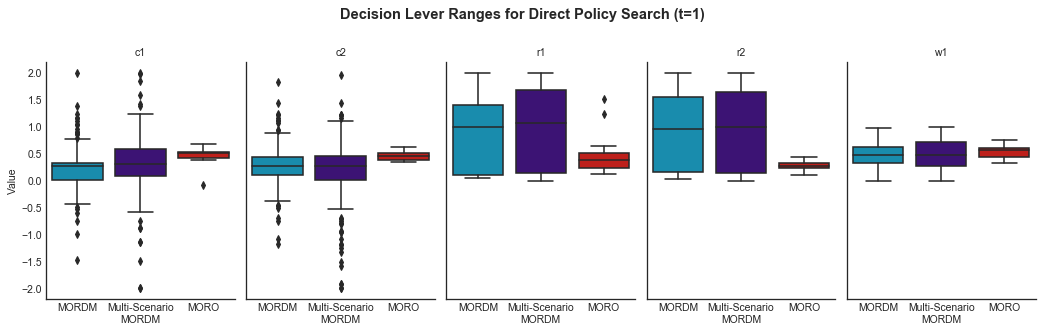 Decision Lever Ranges for Direct Policy Search (t=1)
c1
c2
r1
r2
w1
2.0
1.5
1.0
0.5
0.0
−0.5
−1.0
−1.5
−2.0
Value
MORDM
Multi-Scenario
MORDM
MORO
MORDM
Multi-Scenario
MORDM
MORO
MORDM
Multi-Scenario
MORDM
MORO
MORDM
Multi-Scenario
MORDM
MORO
MORDM
Multi-Scenario
MORDM
MORO